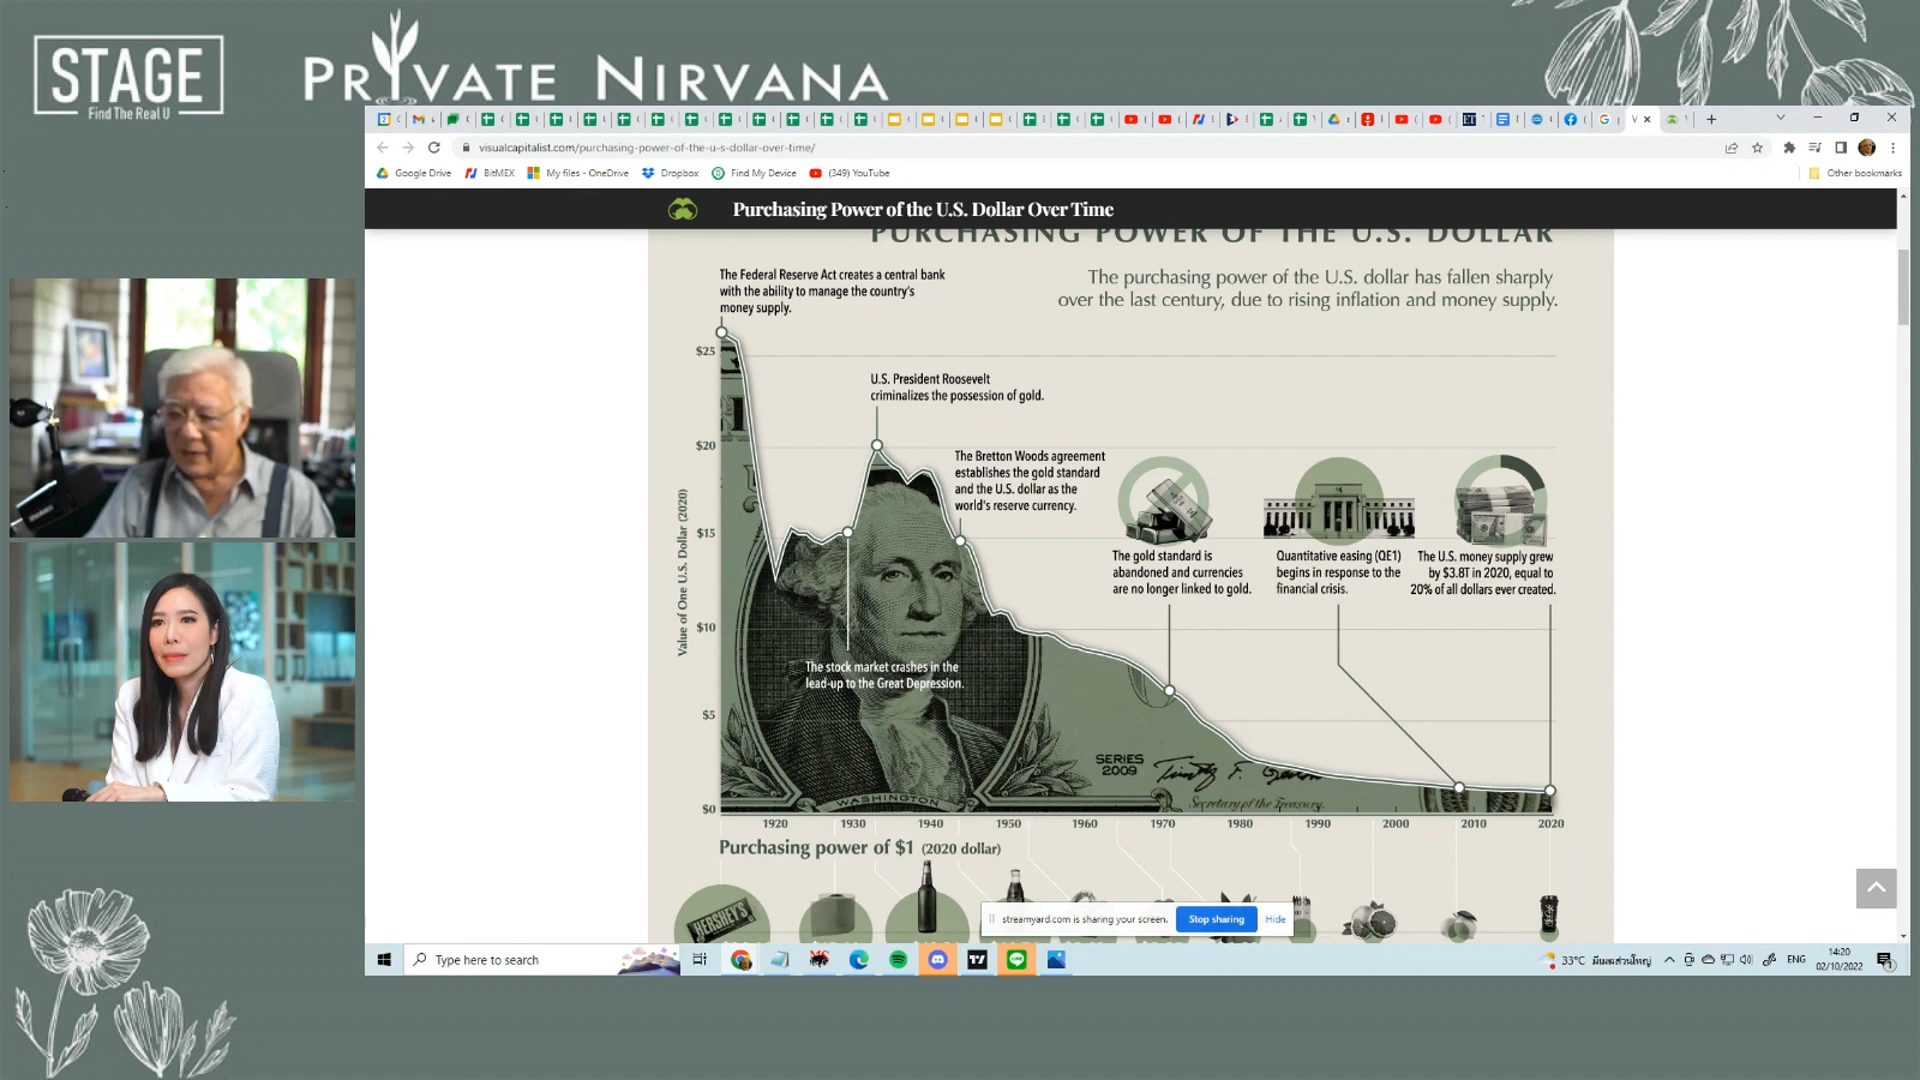 STAGE
Find The Real U
PRIVATE NIRVANA
visualcapitalist.com/purchasing-power-of-the-u-s-dollar-over-time/
Google Drive
BitMEX
My files - OneDrive
Dropbox
Find My Device
(349) YouTube
Other bookmarks
Purchasing Power of the U.S. Dollar Over Time
PURCHASING POWER OF THE U.S. DOLLAR
The Federal Reserve Act creates a central bank
with the ability to manage the country's
money supply.
The purchasing power of the U.S. dollar has fallen sharply
over the last century, due to rising inflation and money supply.
$25
U.S. President Roosevelt
criminalizes the possession of gold.
$20
The Bretton Woods agreement
establishes the gold standard
and the U.S. dollar as the
world's reserve currency.
$15
Value of One U.S. Dollar (2020)
The gold standard is
abandoned and currencies
are no longer linked to gold.
Quantitative easing (QE1)
begins in response to the
financial crisis.
The U.S. money supply grew
by $3.8T in 2020, equal to
20% of all dollars ever created.
$10
The stock market crashes in the
lead-up to the Great Depression.
$5
SERIES
2009
WASHINGTON
Secretary of the Treasury.
$0
1920 1930 1940 1950 1960 1970 1980 1990 2000 2010 2020
Purchasing power of $1 (2020 dollar)
HERSHEY'S
streamyard.com is sharing your screen.
Stop sharing
Hide
Type here to search
33°C มีเมฆส่วนใหญ่
ENG
14:20
02/10/2022